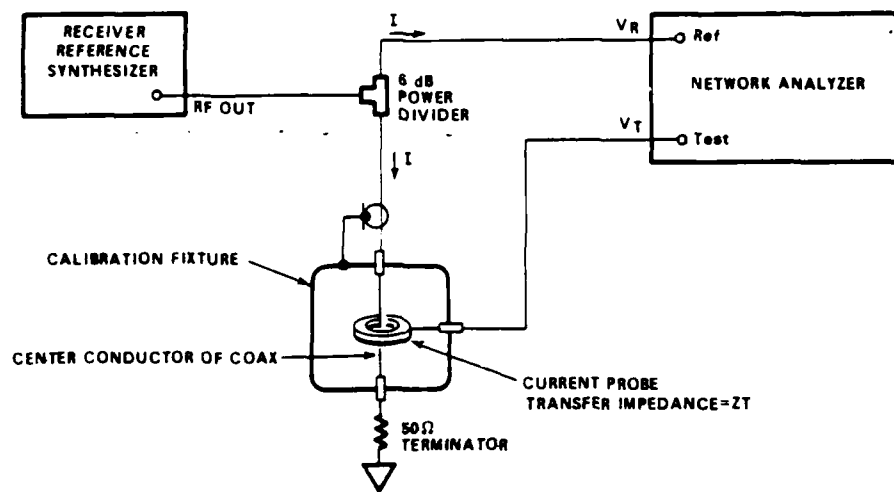 RECEIVER
REFERENCE
SYNTHESIZER
RF OUT
I
6 dB
POWER
DIVIDER
VR
Ref
NETWORK ANALYZER
VT
Test
I
CALIBRATION FIXTURE
CENTER CONDUCTOR OF COAX
CURRENT PROBE
TRANSFER IMPEDANCE=ZT
50Ω
TERMINATOR